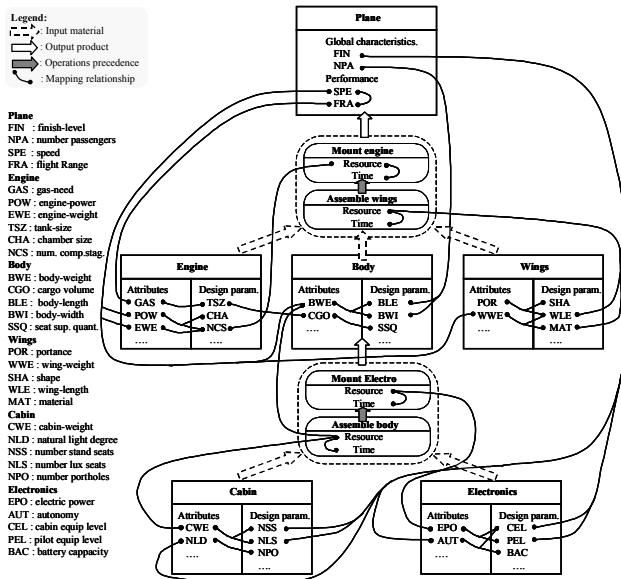 Legend:
: Input material
: Output product
: Operations precedence
: Mapping relationship
Plane
FIN : finish-level
NPA : number passengers
SPE : speed
FRA : flight Range
Engine
GAS : gas-need
POW : engine-power
EWE : engine-weight
TSZ : tank-size
CHA : chamber size
NCS : num. comp.stag.
Body
BWE : body-weight
CGO : cargo volume
BLE : body-length
BWI : body-width
SSQ : seat sup. quant.
Wings
POR : portance
WWE : wing-weight
SHA : shape
WLE : wing-length
MAT : material
Cabin
CWE : cabin-weight
NLD : natural light degree
NSS : number stand seats
NLS : number lux seats
NPO : number portholes
Electronics
EPO : electric power
AUT : autonomy
CEL : cabin equip level
PEL : pilot equip level
BAC : battery cappacity
Plane
Global characteristics.
FIN
NPA
Performance
SPE
FRA
Mount engine
Resource
Time
Assemble wings
Resource
Time
Engine
Attributes Design param.
GAS TSZ
POW CHA
EWE NCS
.... ....
Body
Attributes Design param.
BWE BLE
CGO BWI
.... SSQ
....
Wings
Attributes Design param.
POR SHA
WWE WLE
.... MAT
....
Mount Electro
Resource
Time
Assemble body
Resource
Time
Cabin
Attributes Design param.
CWE NSS
NLD NLS
.... NPO
....
Electronics
Attributes Design param.
EPO CEL
AUT PEL
.... BAC
....